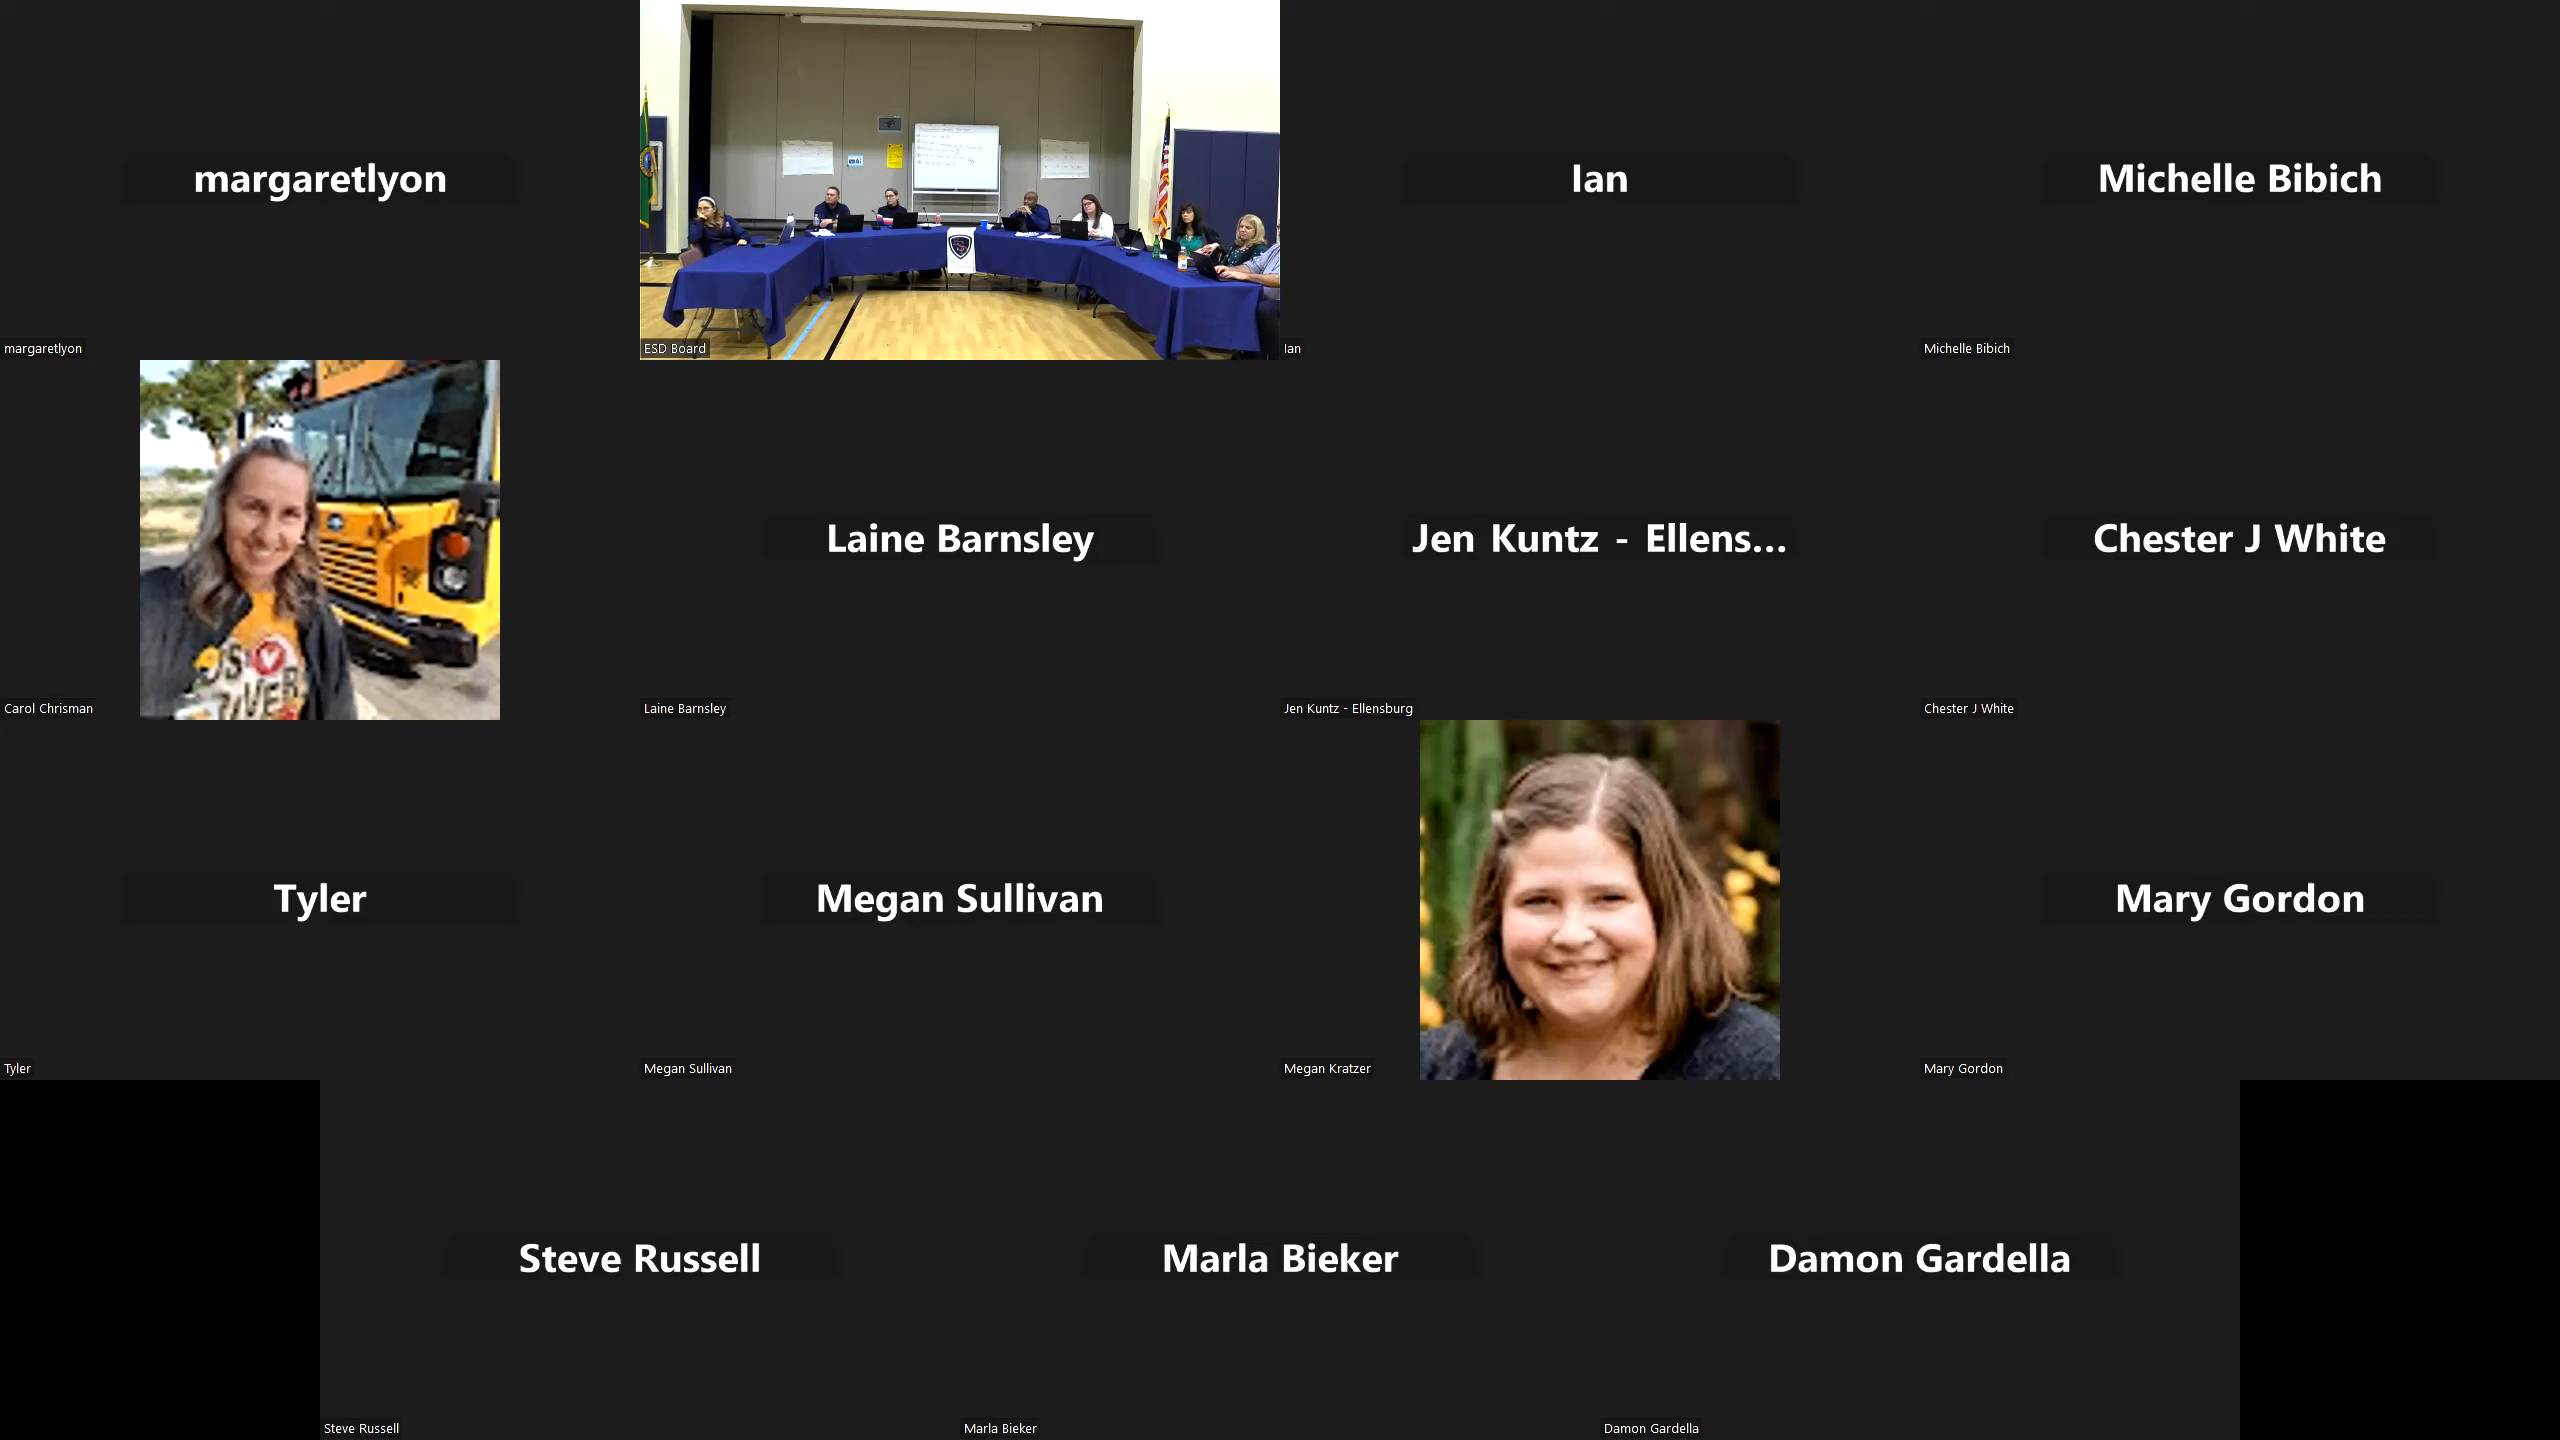 margaretlyon
Ian
Michelle Bibich
margaretlyon
ESD Board
Ian
Michelle Bibich
Laine Barnsley
Jen Kuntz - Ellens...
Chester J White
Carol Chrisman
Laine Barnsley
Jen Kuntz - Ellensburg
Chester J White
Tyler
Megan Sullivan
Mary Gordon
Tyler
Megan Sullivan
Megan Kratzer
Mary Gordon
Steve Russell
Marla Bieker
Damon Gardella
Steve Russell
Marla Bieker
Damon Gardella